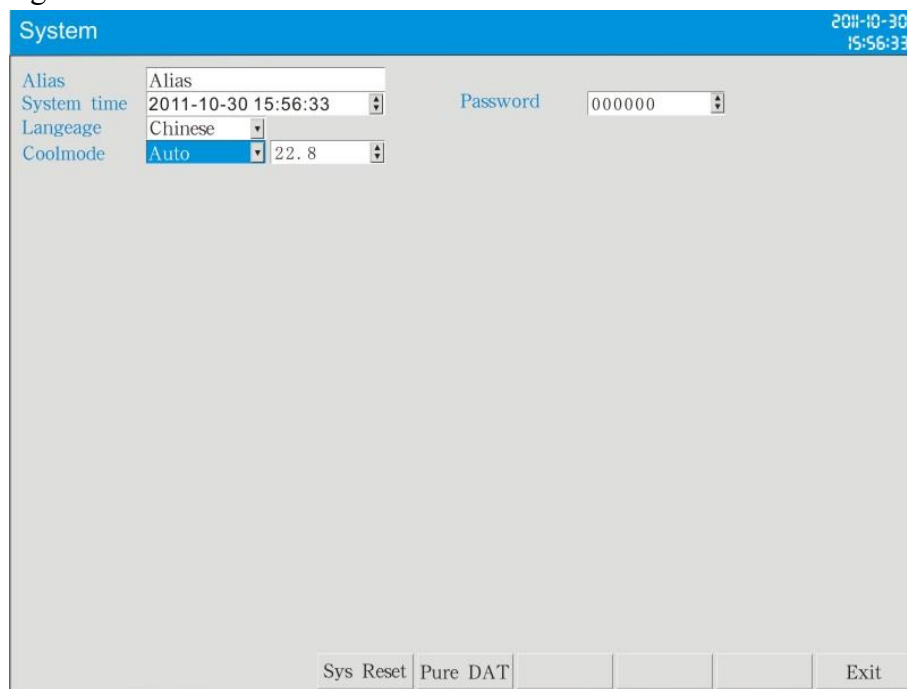 System 2011-10-30
15:56:33
Alias Alias
System time 2011-10-30 15:56:33 Password 000000
Langeage Chinese
Coolmode Auto 22.8
Sys Reset Pure DAT Exit